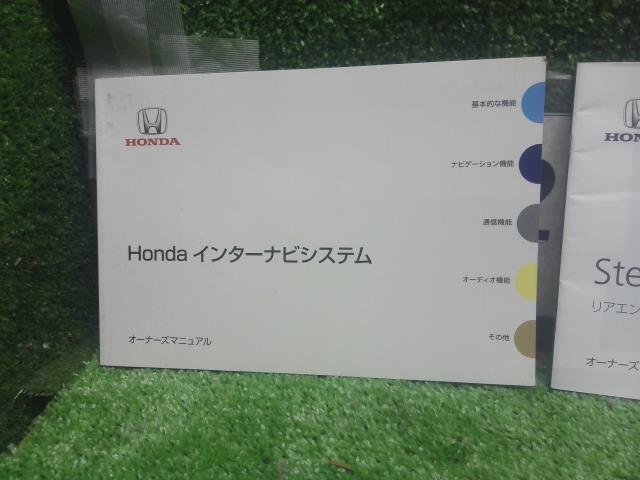 HONDA
基本的な機能
ナビゲーション機能
通信機能
Honda インターナビシステム
オーディオ機能
その他
オーナーズマニュアル
HON
Ste
リアエン
オーナーズ